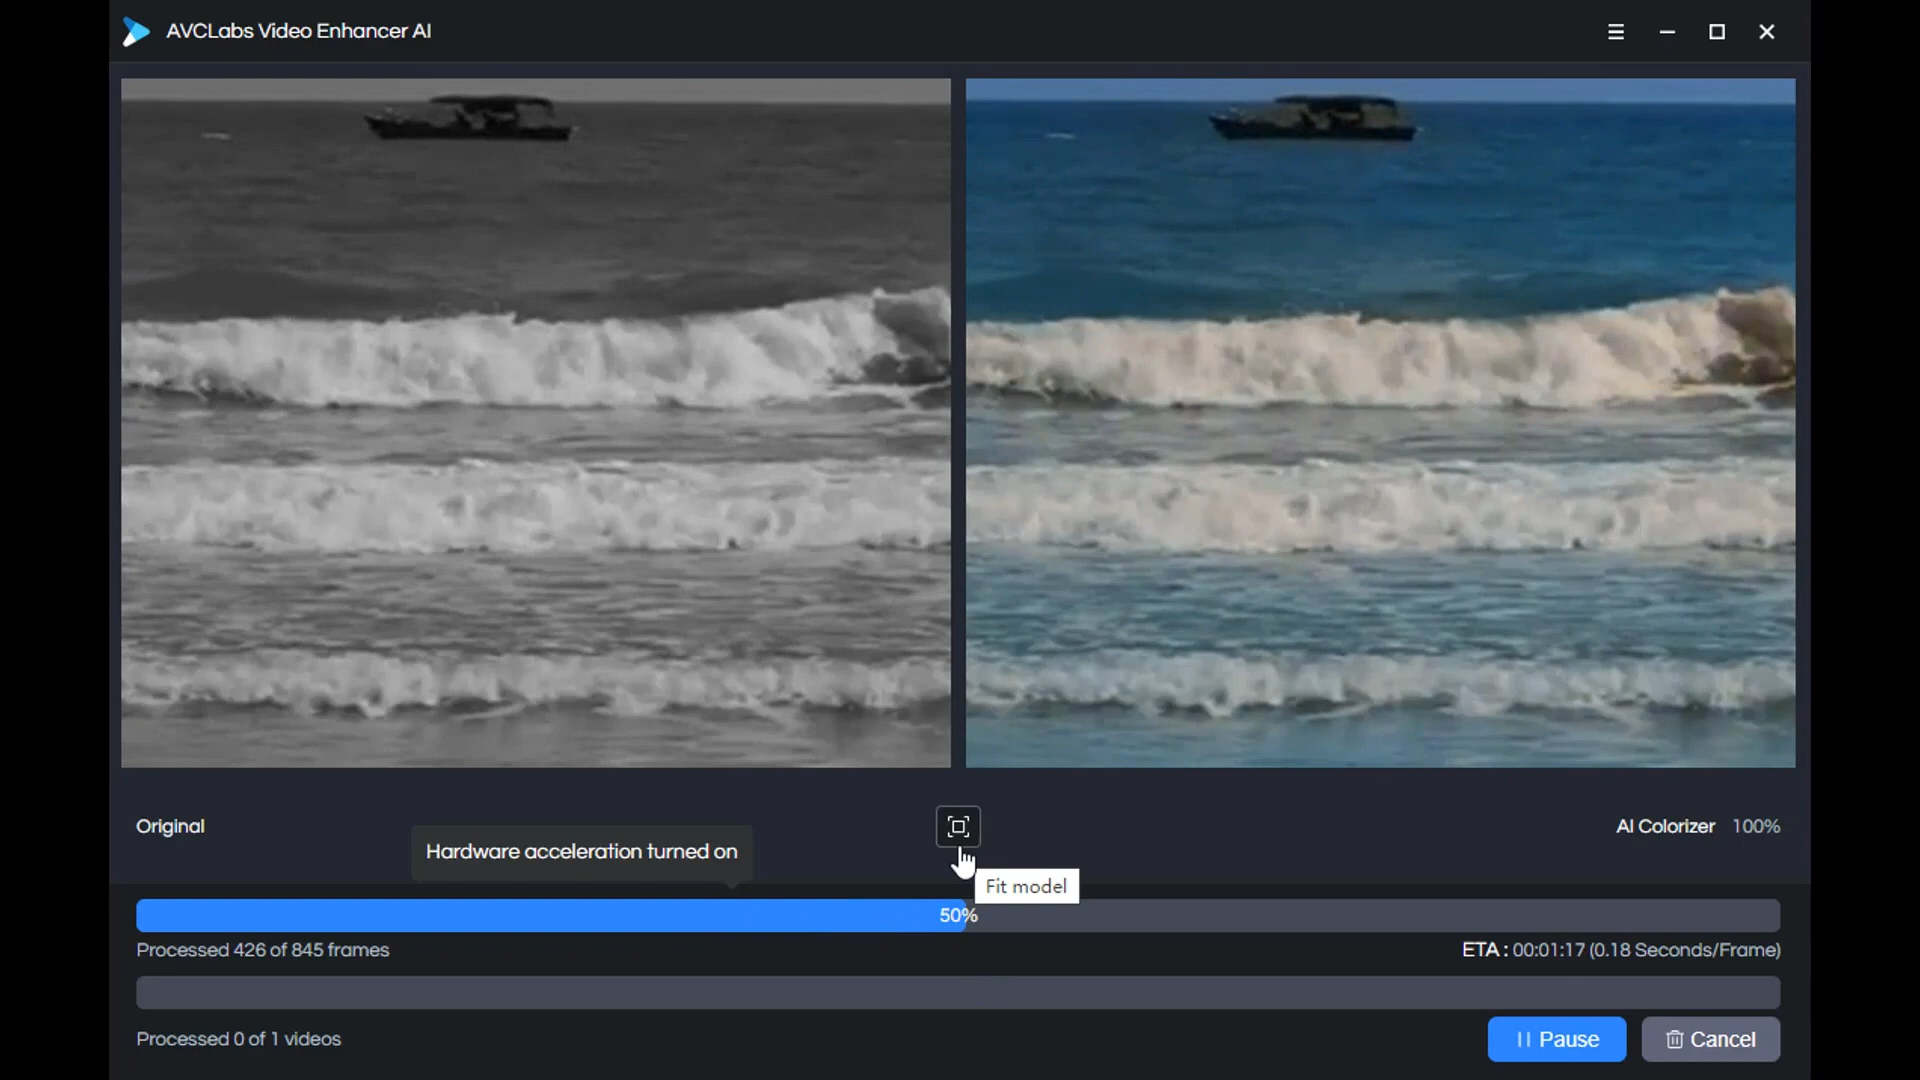 AVCLabs Video Enhancer AI
Original
AI Colorizer 100%
Hardware acceleration turned on
Fit model
50%
Processed 426 of 845 frames
ETA : 00:01:17 (0.18 Seconds/Frame)
Processed 0 of 1 videos
Pause
Cancel